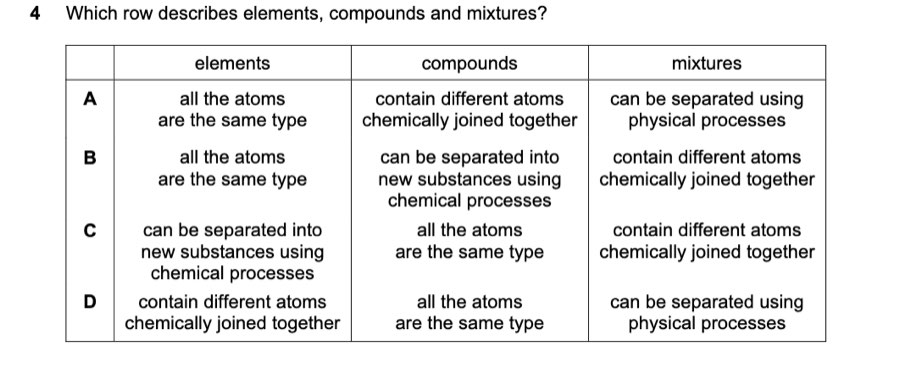 4 Which row describes elements, compounds and mixtures?
elements compounds mixtures
A all the atoms contain different atoms can be separated using
are the same type chemically joined together physical processes
B all the atoms can be separated into contain different atoms
are the same type new substances using chemically joined together
chemical processes
C can be separated into all the atoms contain different atoms
new substances using are the same type chemically joined together
chemical processes
D contain different atoms all the atoms can be separated using
chemically joined together are the same type physical processes